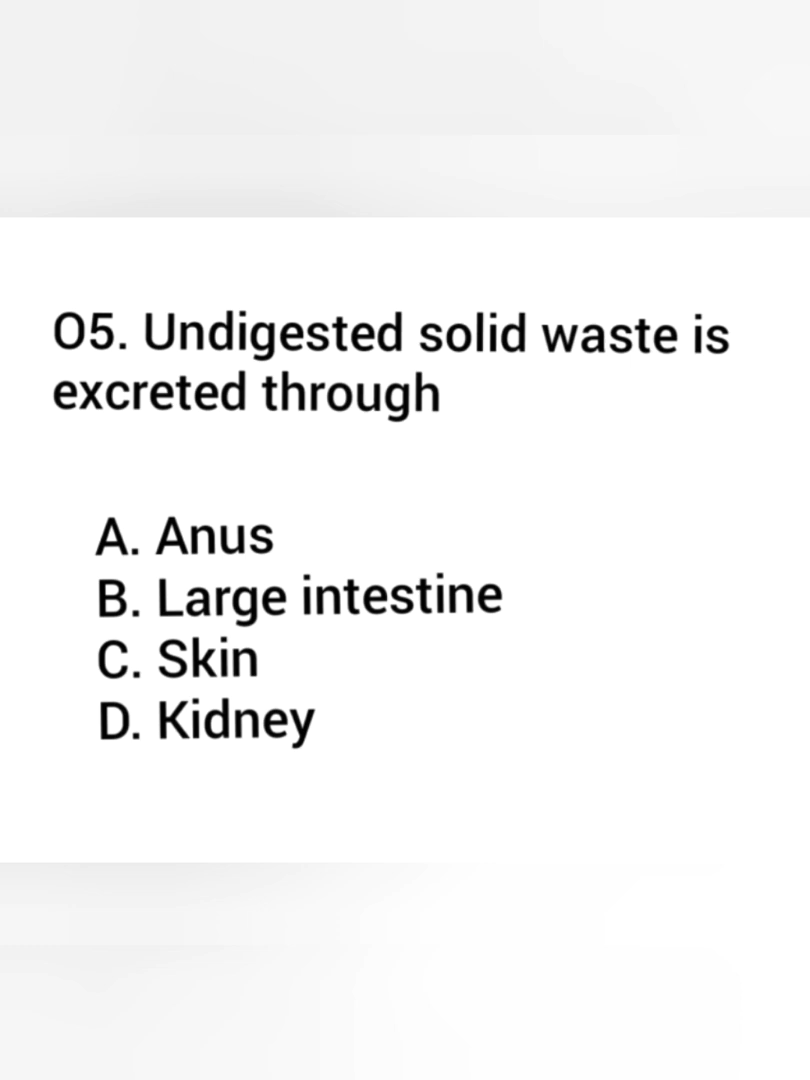 O5. Undigested solid waste is
excreted through
A. Anus
B. Large intestine
C. Skin
D. Kidney